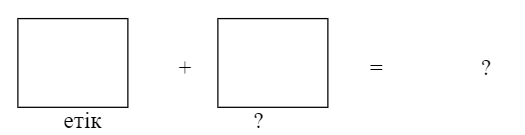 + = ?
етік ?